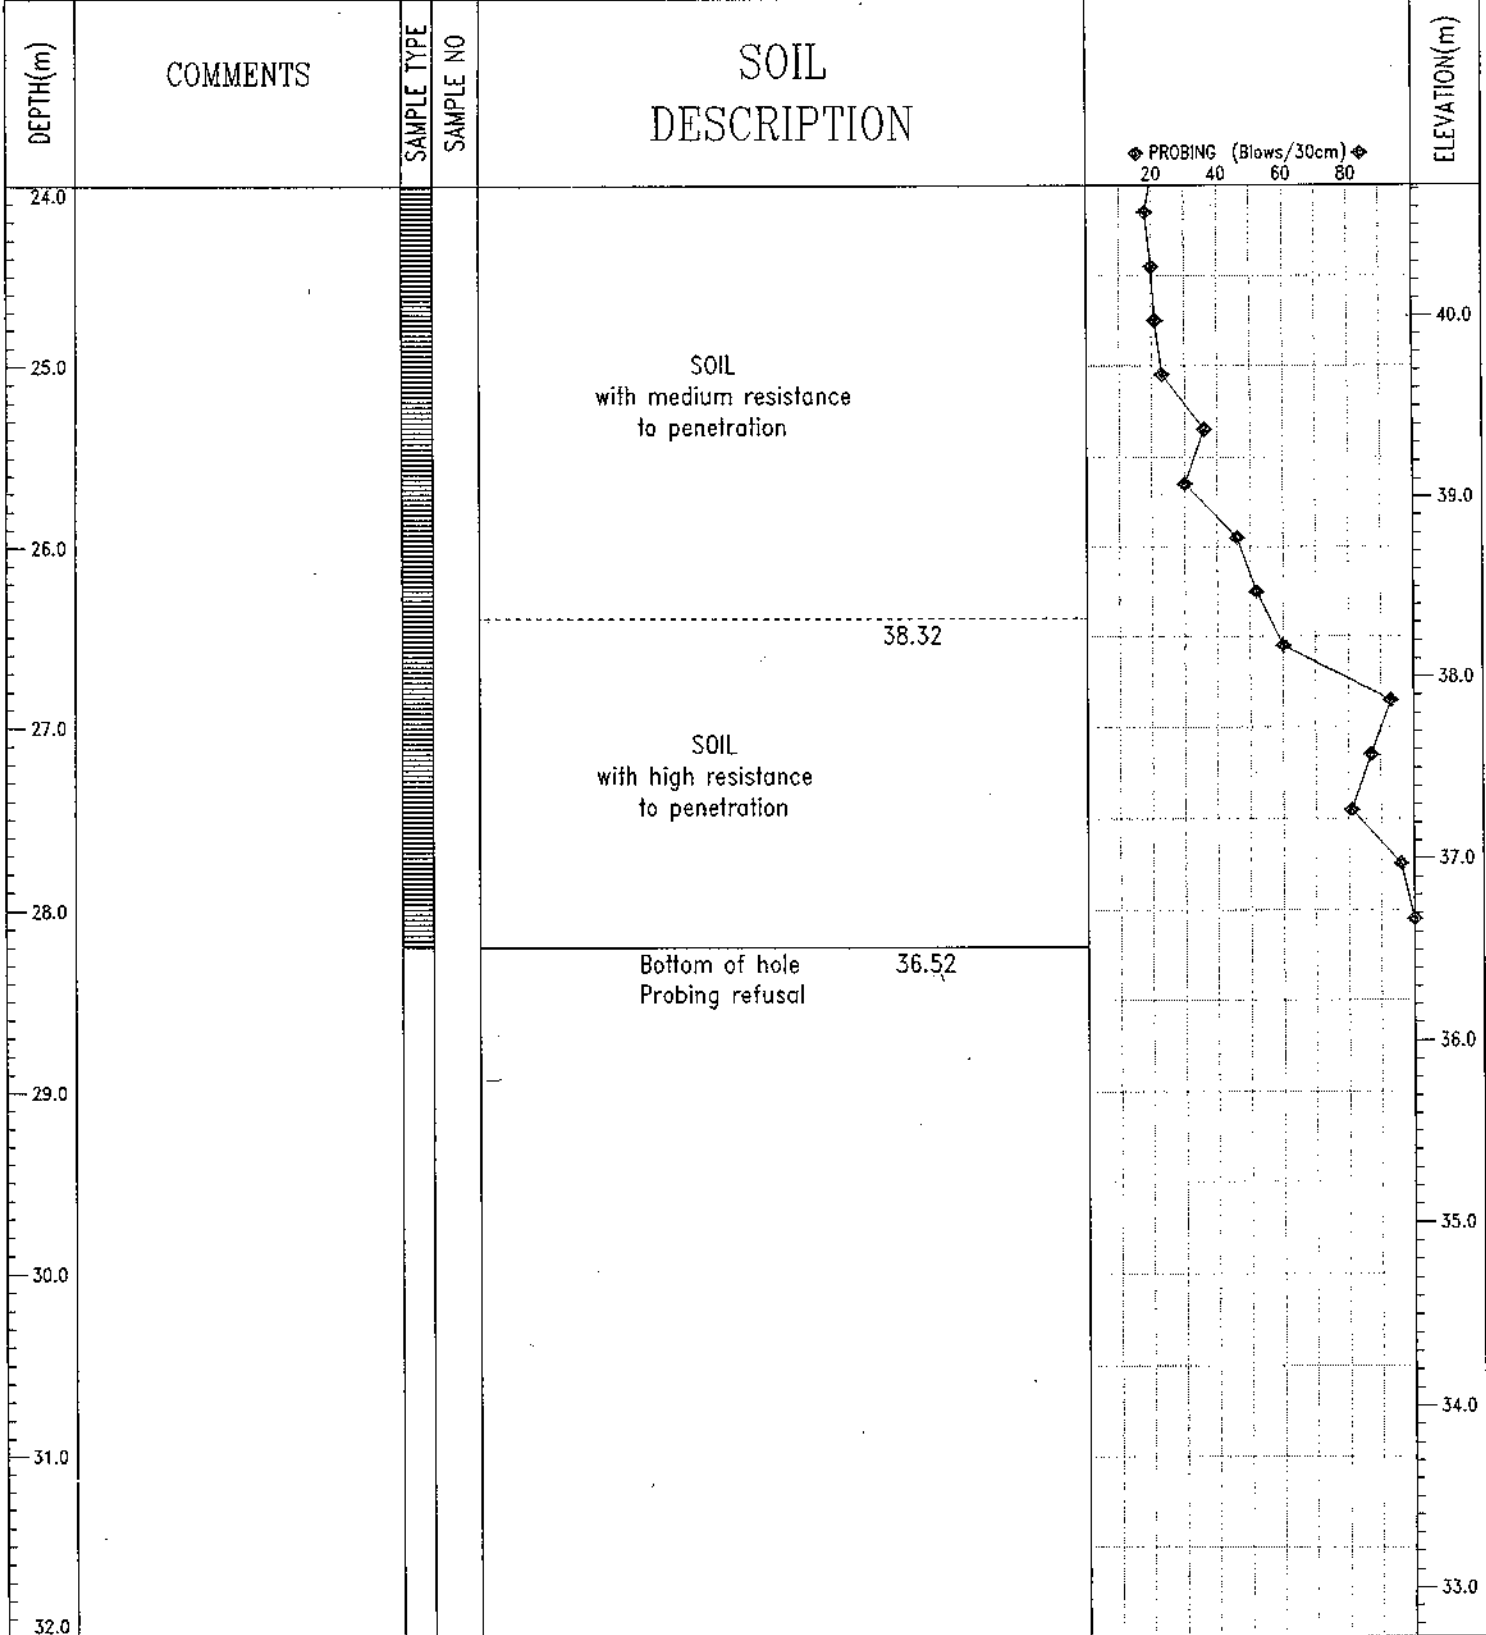 DEPTH(m)
COMMENTS
SAMPLE TYPE
SAMPLE NO
SOIL
DESCRIPTION
PROBING (Blows/30cm)
20 40 60 80
ELEVATION(m)
24.0
40.0
25.0
SOIL
with medium resistance
to penetration
39.0
26.0
38.32
38.0
27.0
SOIL
with high resistance
to penetration
37.0
28.0
Bottom of hole 36.52
Probing refusal
36.0
29.0
35.0
30.0
34.0
31.0
33.0
32.0